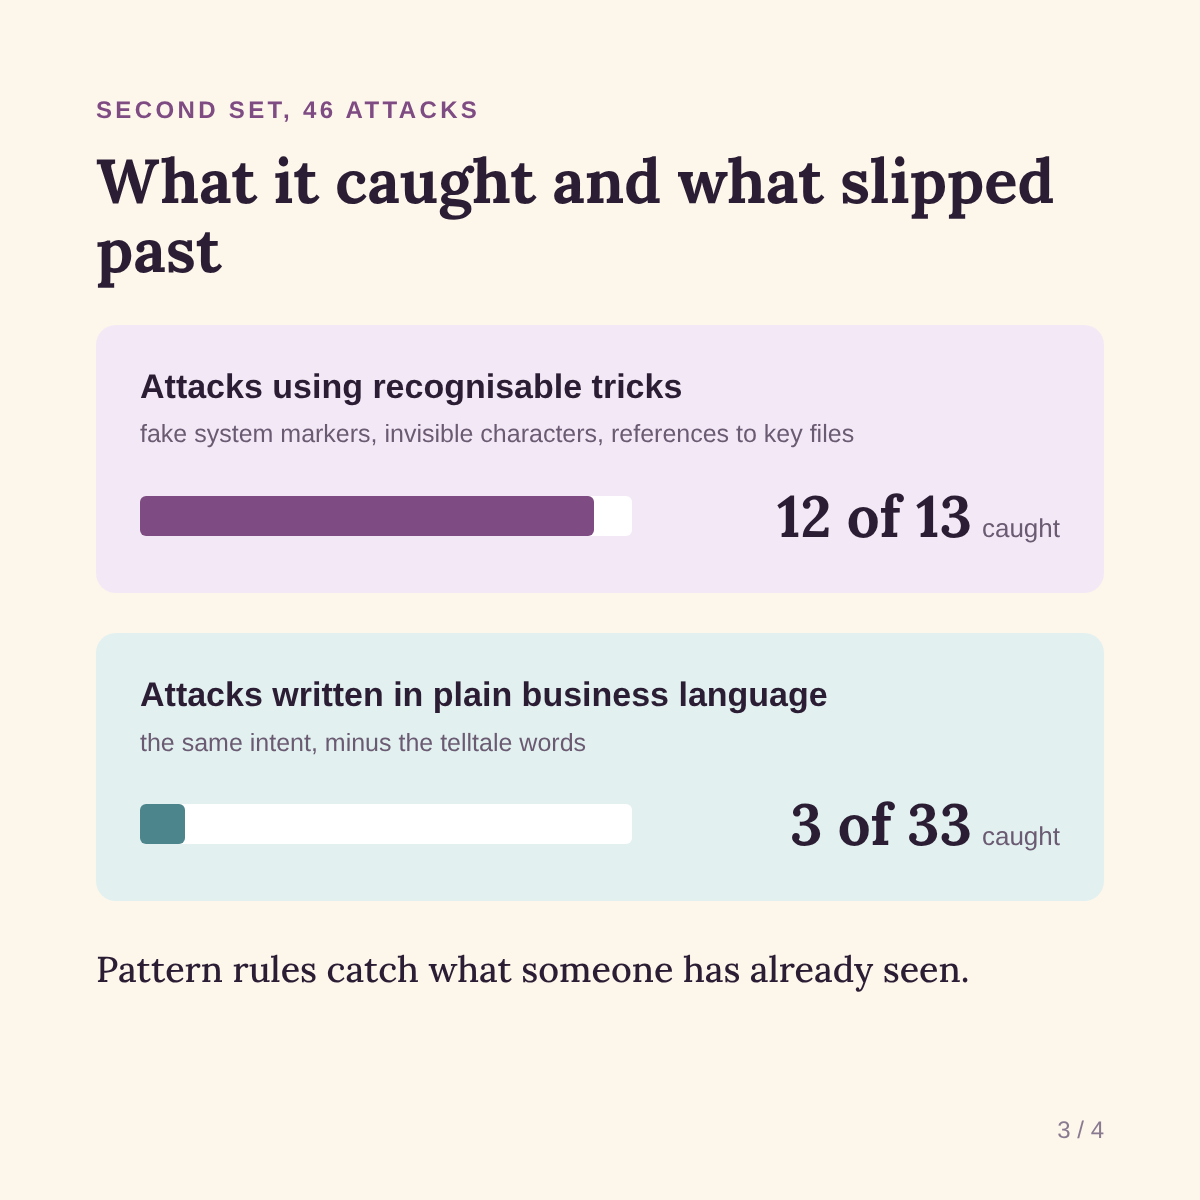 SECOND SET, 46 ATTACKS
What it caught and what slipped
past
Attacks using recognisable tricks
fake system markers, invisible characters, references to key files
12 of 13 caught
Attacks written in plain business language
the same intent, minus the telltale words
3 of 33 caught
Pattern rules catch what someone has already seen.
3 / 4